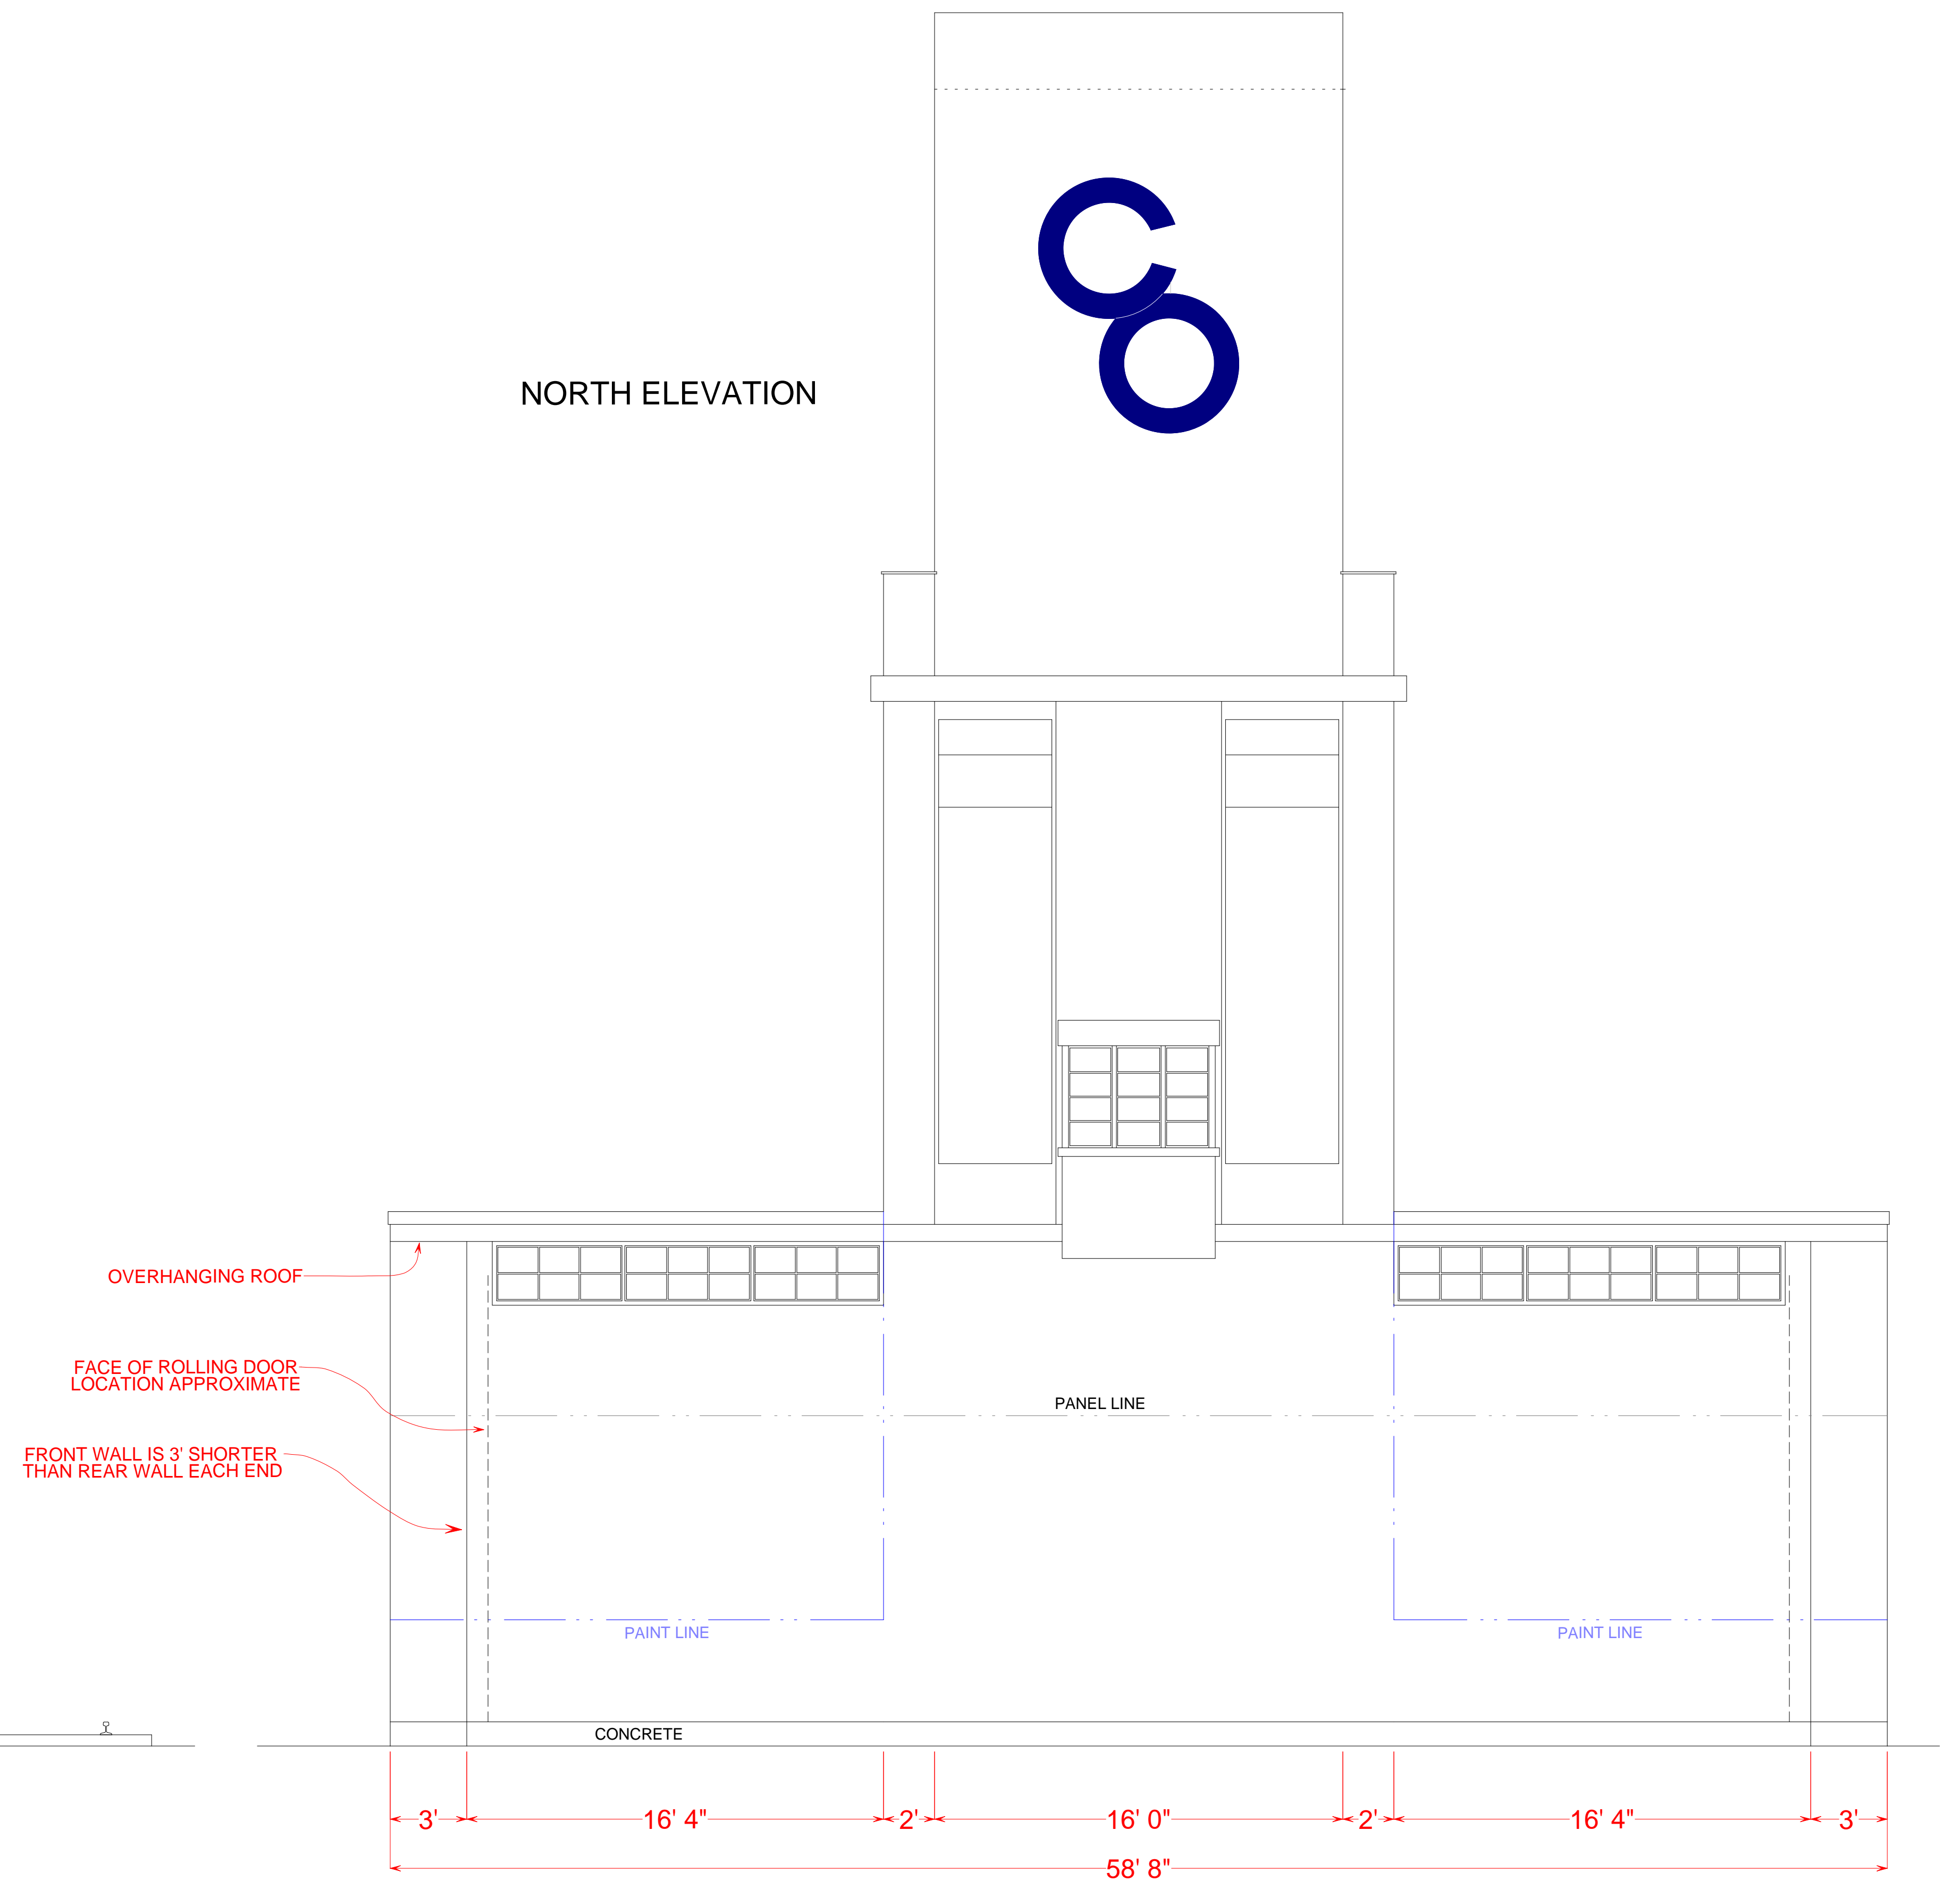 C
O
NORTH ELEVATION
OVERHANGING ROOF
FACE OF ROLLING DOOR
LOCATION APPROXIMATE
PANEL LINE
FRONT WALL IS 3' SHORTER
THAN REAR WALL EACH END
PAINT LINE PAINT LINE
CONCRETE
3' 16' 4" 2' 16' 0" 2' 16' 4" 3'
58' 8"